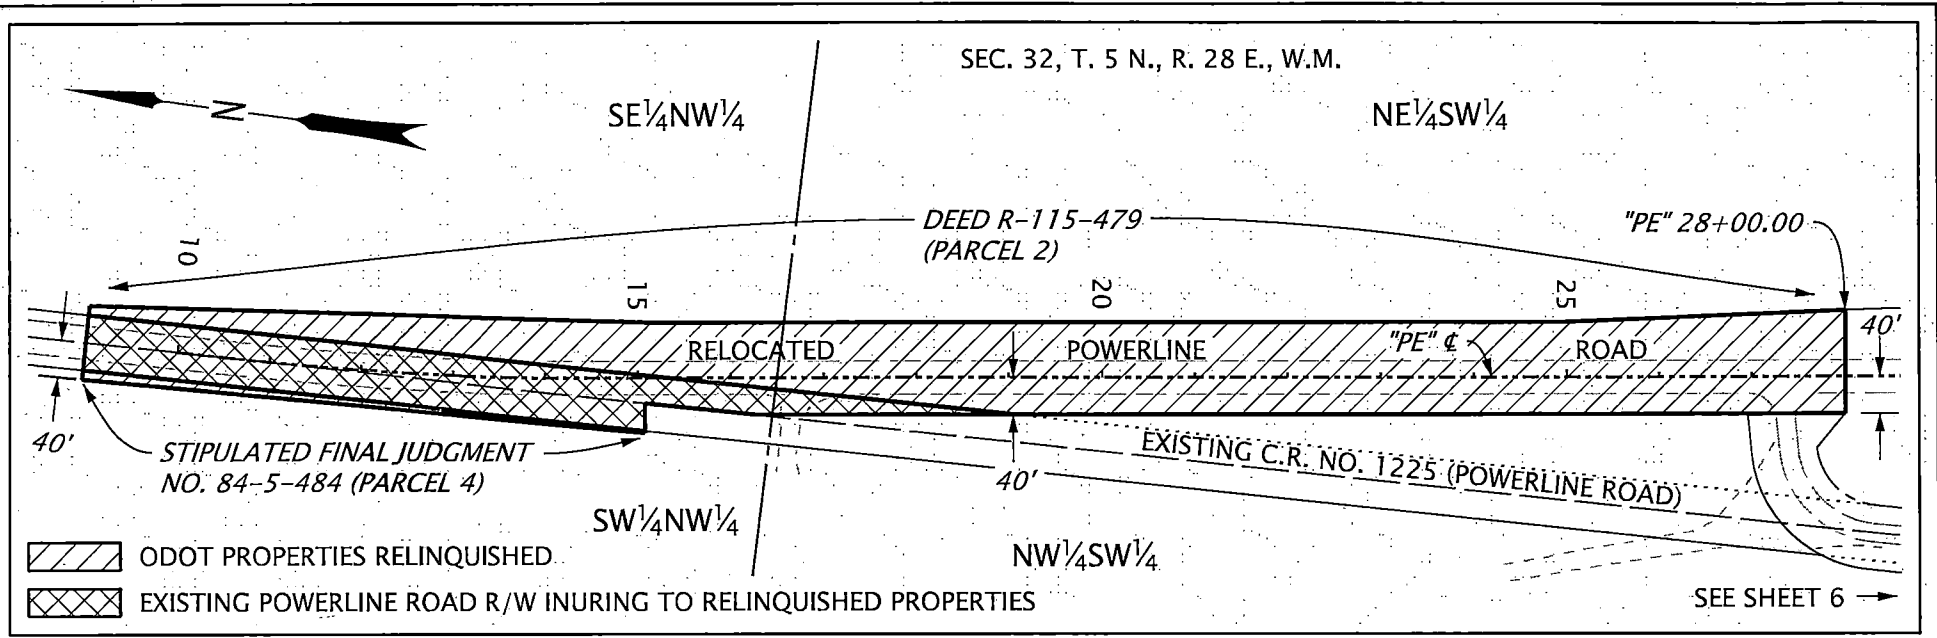 SEC. 32, T. 5 N., R. 28 E., W.M.
N
SE¼NW¼
NE¼SW¼
DEED R-115-479
(PARCEL 2)
"PE" 28+00.00
10
15
20
25
40'
RELOCATED POWERLINE ROAD
"PE" ℄
40'
STIPULATED FINAL JUDGMENT
NO. 84-5-484 (PARCEL 4)
40'
EXISTING C.R. NO. 1225 (POWERLINE ROAD)
SW¼NW¼
NW¼SW¼
ODOT PROPERTIES RELINQUISHED
EXISTING POWERLINE ROAD R/W INURING TO RELINQUISHED PROPERTIES
SEE SHEET 6